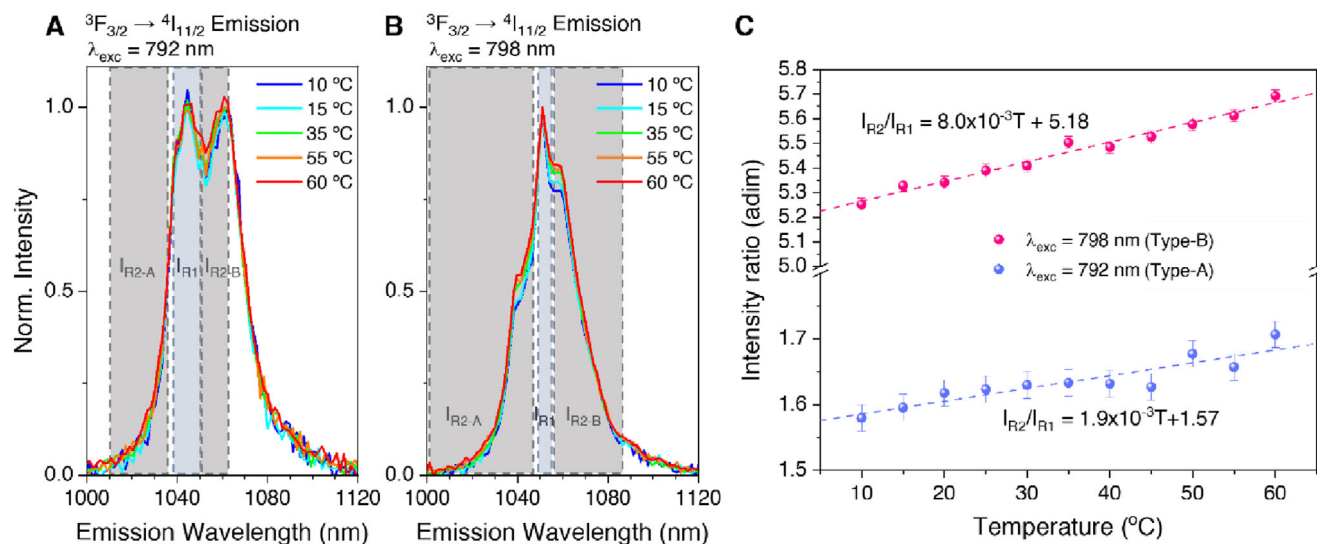 A
³F₃/₂ → ⁴I₁₁/₂ Emission
λexc = 792 nm
10 ºC
15 ºC
35 ºC
55 ºC
60 ºC
IR2-A
IR1
IR2-B
Norm. Intensity
1.0
0.5
0.0
1000 1040 1080 1120
Emission Wavelength (nm)
B
³F₃/₂ → ⁴I₁₁/₂ Emission
λexc = 798 nm
10 ºC
15 ºC
35 ºC
55 ºC
60 ºC
IR2-A
IR1
IR2-B
1.0
0.5
0.0
1000 1040 1080 1120
Emission Wavelength (nm)
C
Intensity ratio (adim)
5.8
5.7
5.6
5.5
5.4
5.3
5.2
5.1
5.0
1.7
1.6
1.5
IR2/IR1 = 8.0x10⁻³T + 5.18
λexc = 798 nm (Type-B)
λexc = 792 nm (Type-A)
IR2/IR1 = 1.9x10⁻³T+1.57
10 20 30 40 50 60
Temperature (ºC)